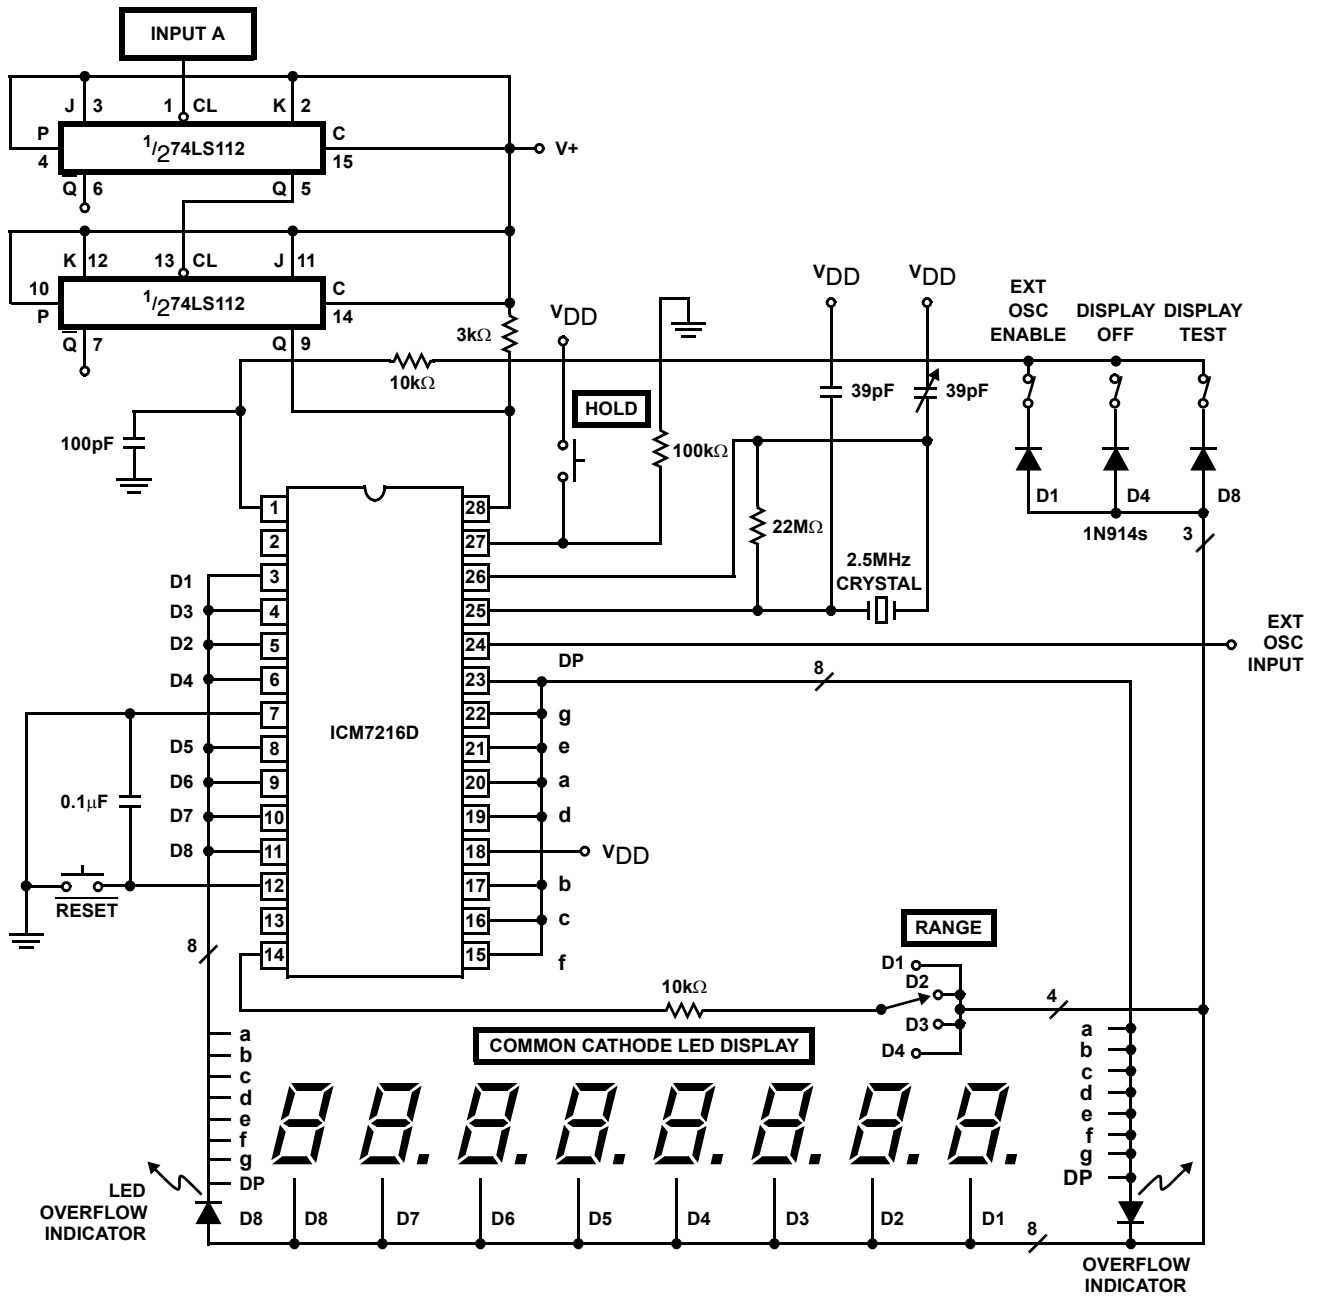 INPUT A
J 3 1 CL K 2
P C
4 1/274LS112 15
Q 6 Q 5
V+
K 12 13 CL J 11
10 C
P 1/274LS112 14
Q 7 Q 9
3kΩ
10kΩ
100pF
VDD
HOLD
100kΩ
VDD VDD
39pF 39pF
22MΩ
2.5MHz
CRYSTAL
EXT
OSC
ENABLE
DISPLAY
OFF
DISPLAY
TEST
D1 D4 D8
1N914s 3
EXT
OSC
INPUT
ICM7216D
1 28
2 27
D1 3 26
D3 4 25
D2 5 24
D4 6 23 DP 8
7 22 g
D5 8 21 e
D6 9 20 a
D7 10 19 d
D8 11 18 VDD
12 17 b
13 16 c
14 15 f
0.1µF
RESET
8
10kΩ
RANGE
D1
D2
D3
D4
4
COMMON CATHODE LED DISPLAY
a
b
c
d
e
f
g
DP
LED
OVERFLOW
INDICATOR
D8 D8 D7 D6 D5 D4 D3 D2 D1 8
a
b
c
d
e
f
g
DP
OVERFLOW
INDICATOR